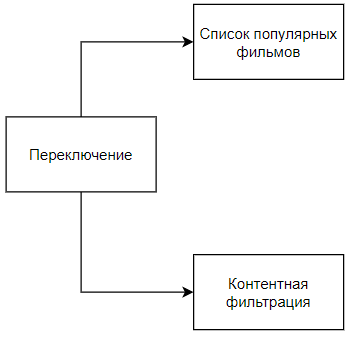 Список популярных
фильмов
Переключение
Контентная
фильтрация